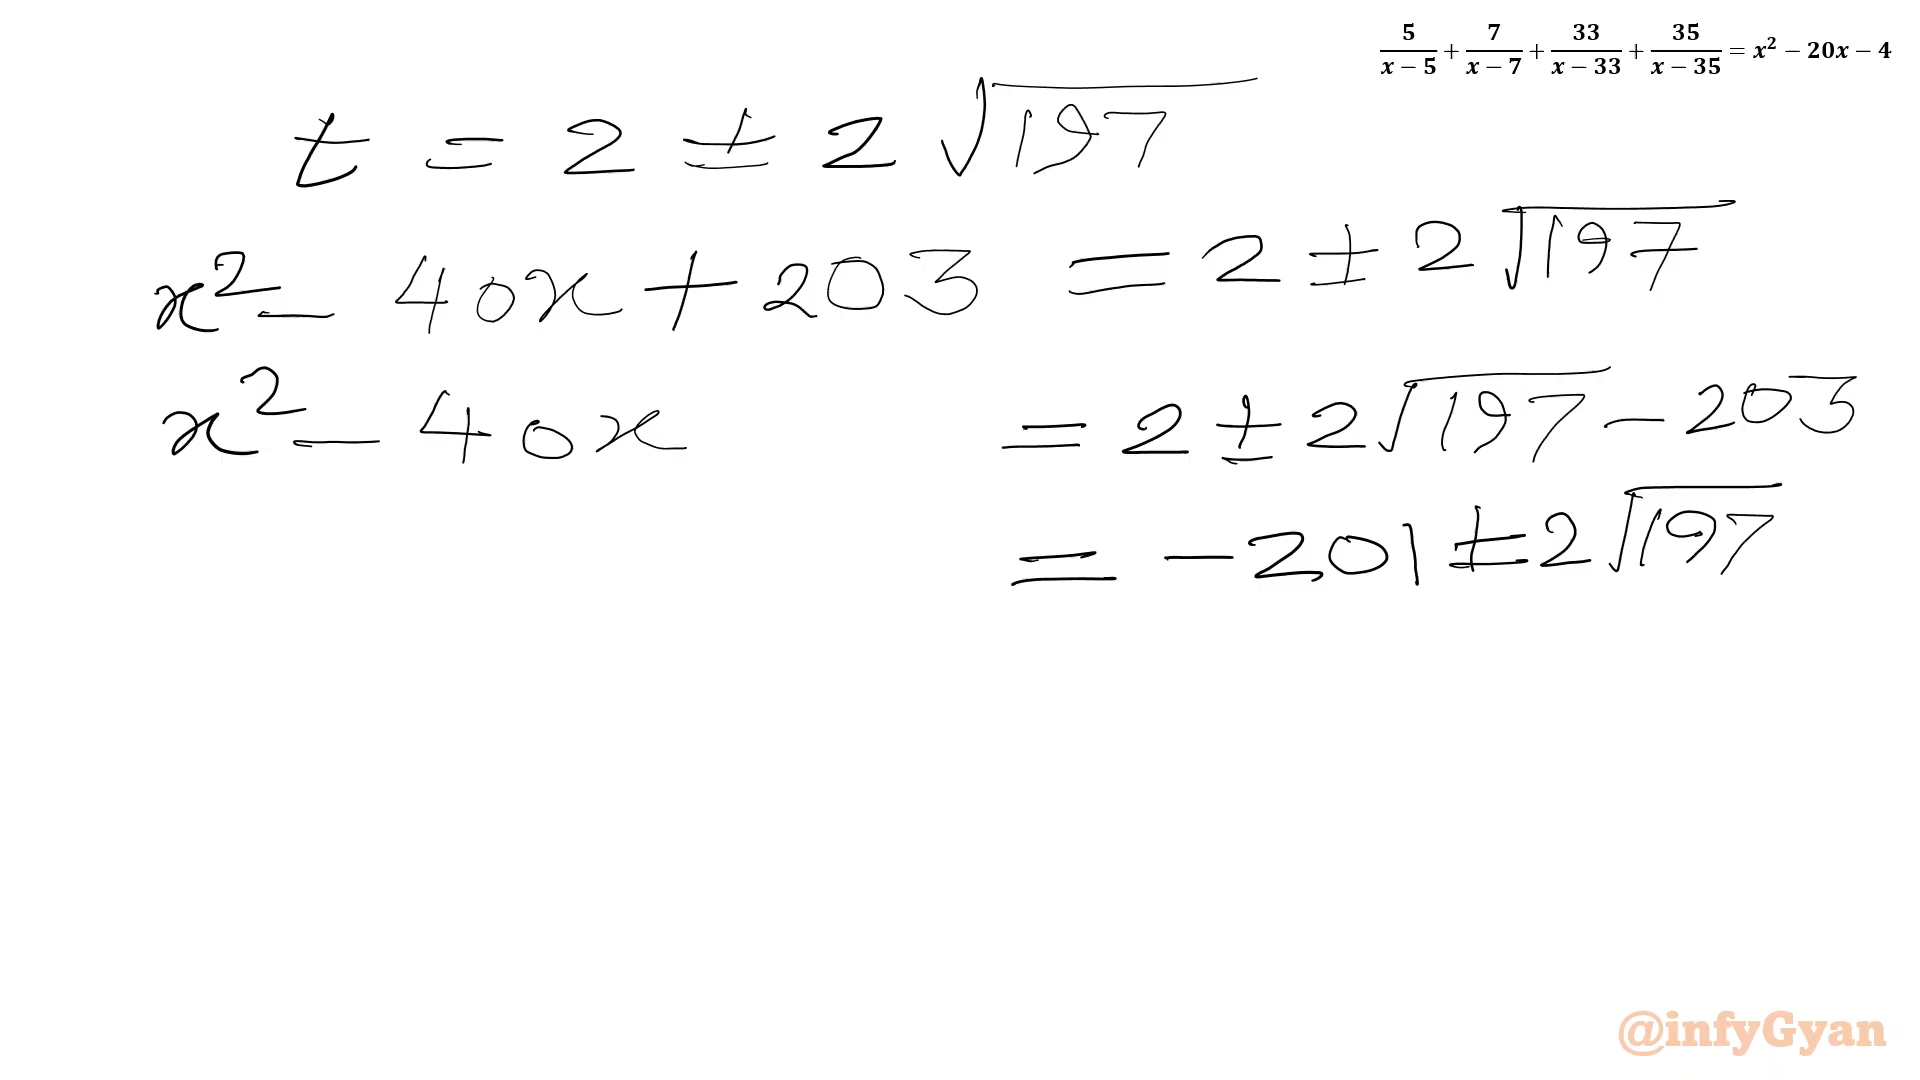 5/(x − 5) + 7/(x − 7) + 33/(x − 33) + 35/(x − 35) = x² − 20x − 4
t = 2 ± 2√197
x² − 40x + 203 = 2 ± 2√197
x² − 40x = 2 ± 2√197 − 203
= −201 ± 2√197
@infyGyan